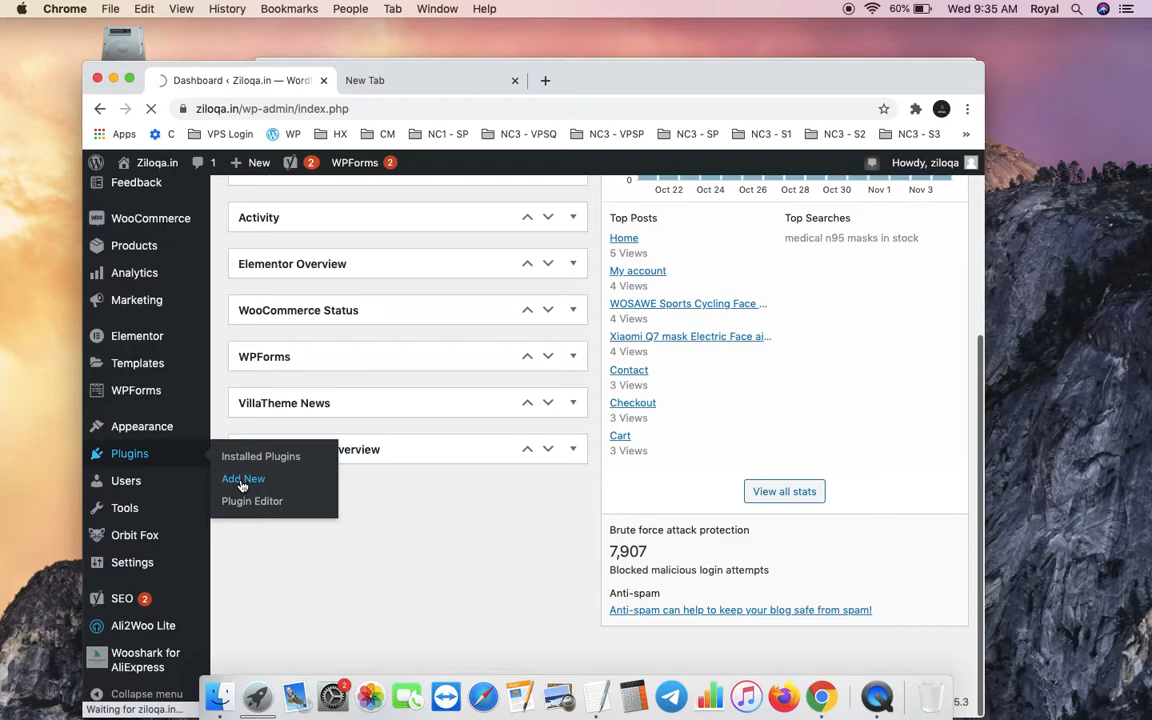 Chrome File Edit View History Bookmarks People Tab Window Help 60% Wed 9:35 AM Royal
Dashboard ‹ Ziloqa.in — WordI New Tab
ziloqa.in/wp-admin/index.php
Apps C VPS Login WP HX CM NC1 - SP NC3 - VPSQ NC3 - VPSP NC3 - SP NC3 - S1 NC3 - S2 NC3 - S3 »
Ziloqa.in 1 New 2 WPForms 2 Howdy, ziloqa
Feedback
WooCommerce
Products
Analytics
Marketing
Elementor
Templates
WPForms
Appearance
Plugins
Users
Tools
Orbit Fox
Settings
SEO 2
Ali2Woo Lite
Wooshark for
AliExpress
Collapse menu
Waiting for ziloqa.in...
Installed Plugins
Add New
Plugin Editor
Activity
Elementor Overview
WooCommerce Status
WPForms
VillaTheme News
verview
0
Oct 22 Oct 24 Oct 26 Oct 28 Oct 30 Nov 1 Nov 3
Top Posts
Home
5 Views
My account
4 Views
WOSAWE Sports Cycling Face ...
4 Views
Xiaomi Q7 mask Electric Face ai...
4 Views
Contact
3 Views
Checkout
3 Views
Cart
3 Views
Top Searches
medical n95 masks in stock
View all stats
Brute force attack protection
7,907
Blocked malicious login attempts
Anti-spam
Anti-spam can help to keep your blog safe from spam!
2
5.3